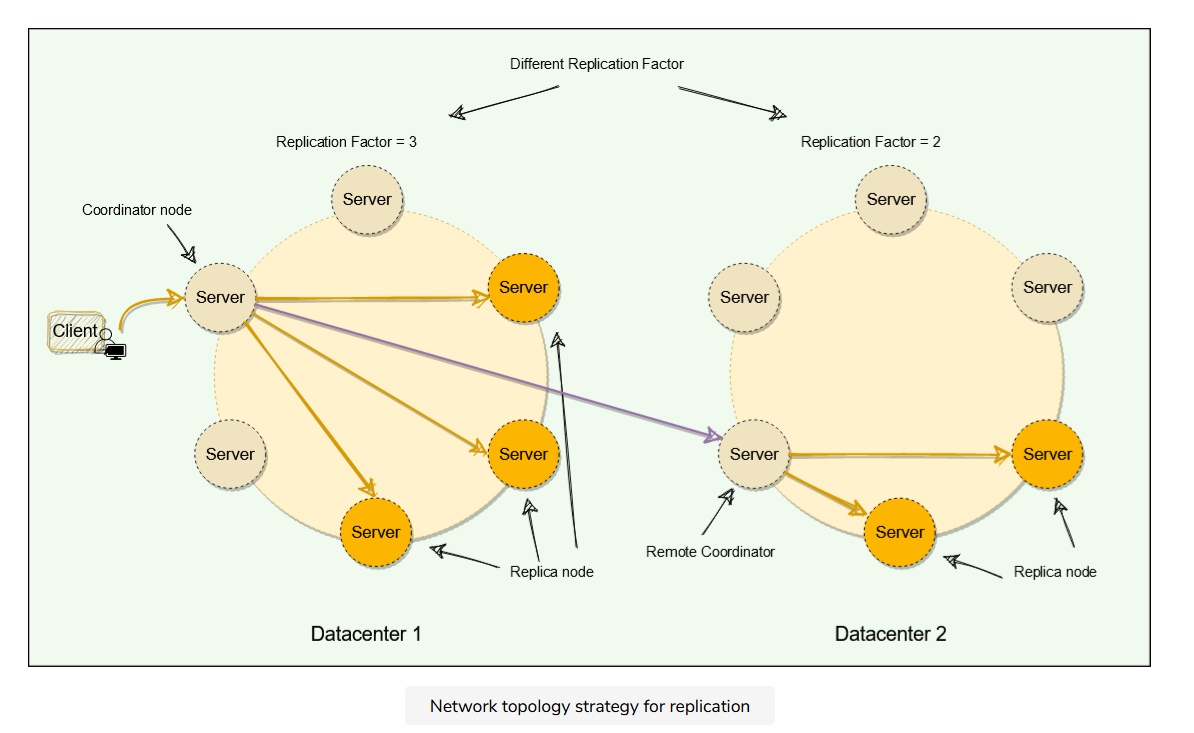 Different Replication Factor
Replication Factor = 3
Replication Factor = 2
Server
Server
Coordinator node
Server
Server
Server
Server
Client
Server
Server
Server
Server
Server
Server
Remote Coordinator
Replica node
Replica node
Datacenter 1
Datacenter 2
Network topology strategy for replication